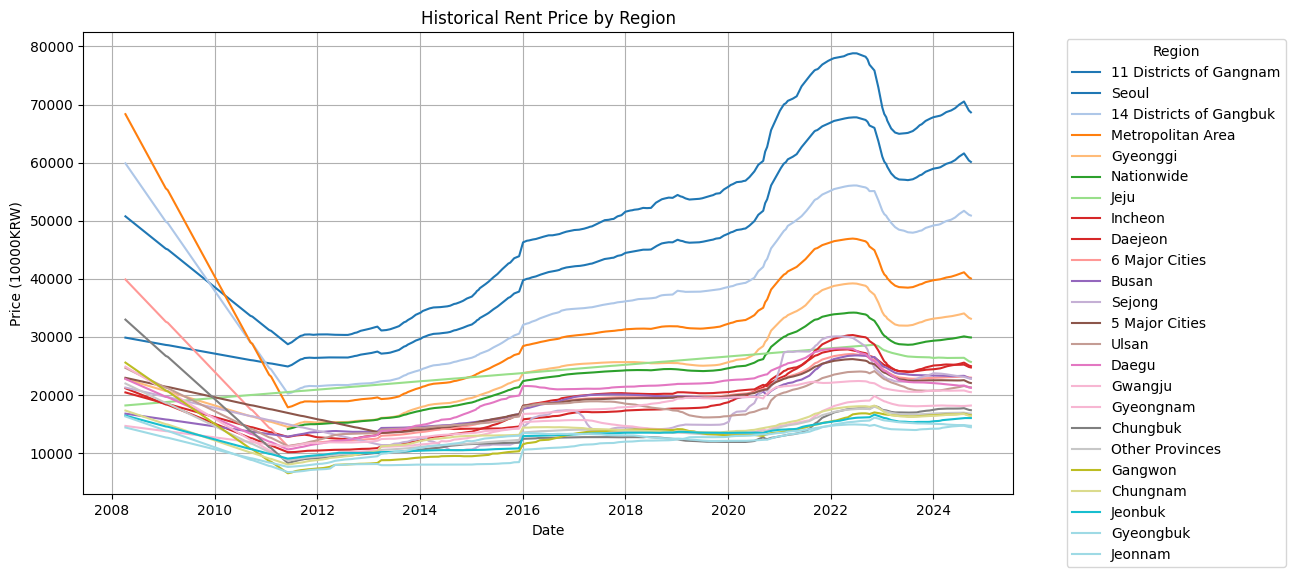 Historical Rent Price by Region
Price (10000KRW)
80000
70000
60000
50000
40000
30000
20000
10000
2008 2010 2012 2014 2016 2018 2020 2022 2024
Date
Region
11 Districts of Gangnam
Seoul
14 Districts of Gangbuk
Metropolitan Area
Gyeonggi
Nationwide
Jeju
Incheon
Daejeon
6 Major Cities
Busan
Sejong
5 Major Cities
Ulsan
Daegu
Gwangju
Gyeongnam
Chungbuk
Other Provinces
Gangwon
Chungnam
Jeonbuk
Gyeongbuk
Jeonnam